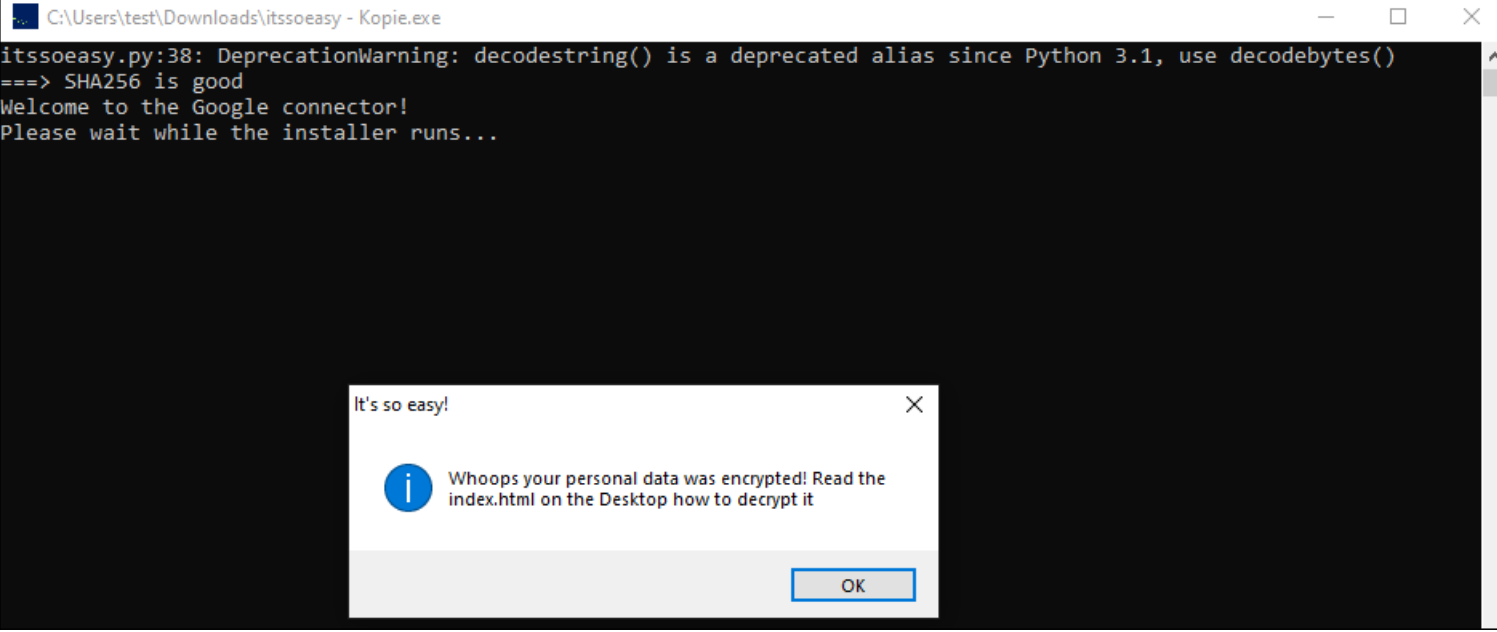 C:\Users\test\Downloads\itssoeasy - Kopie.exe
itssoeasy.py:38: DeprecationWarning: decodestring() is a deprecated alias since Python 3.1, use decodebytes()
===> SHA256 is good
Welcome to the Google connector!
Please wait while the installer runs...
It's so easy!
Whoops your personal data was encrypted! Read the
index.html on the Desktop how to decrypt it
OK